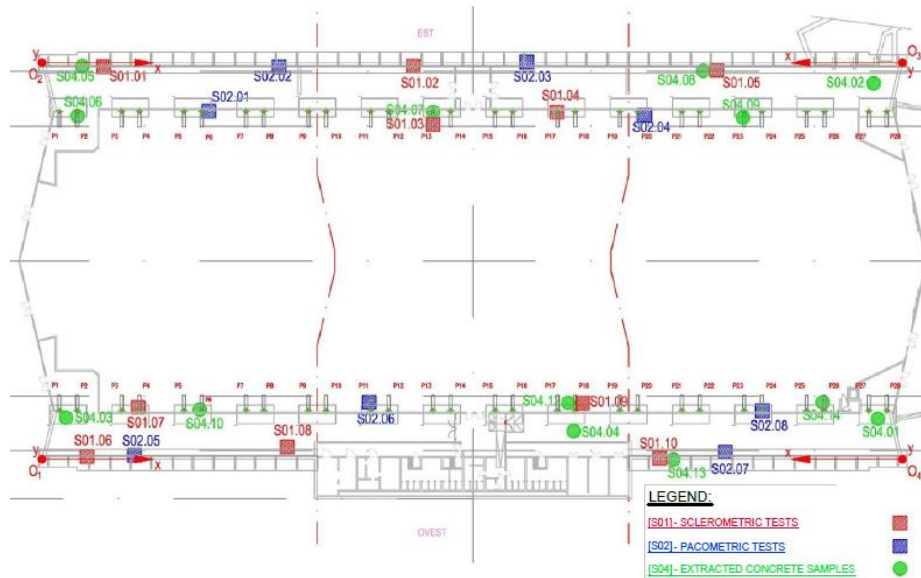 EST
y
O2
x
S04.05
S01.01
S02.02
S01.02
S02.03
S04.08
S01.05
S04.02
x
O3
y
S04.06
S02.01
S04.07
S01.03
S01.04
S02.04
S04.09
P1 P2 P3 P4 P5 P6 P7 P8 P9 P10 P11 P12 P13 P14 P15 P16 P17 P18 P19 P20 P21 P22 P23 P24 P25 P26 P27 P28
P1 P2 P3 P4 P5 P6 P7 P8 P9 P10 P11 P12 P13 P14 P15 P16 P17 P18 P19 P20 P21 P22 P23 P24 P25 P26 P27 P28
S04.03
S01.07
S04.10
S02.06
S04.12
S01.09
S02.08
S04.14
S04.01
S04.04
y
O1
x
S01.06
S02.05
S01.08
S01.10
S04.13
S02.07
x
y
O4
OVEST
LEGEND:
[S01]- SCLEROMETRIC TESTS
[S02]- PACOMETRIC TESTS
[S04]- EXTRACTED CONCRETE SAMPLES